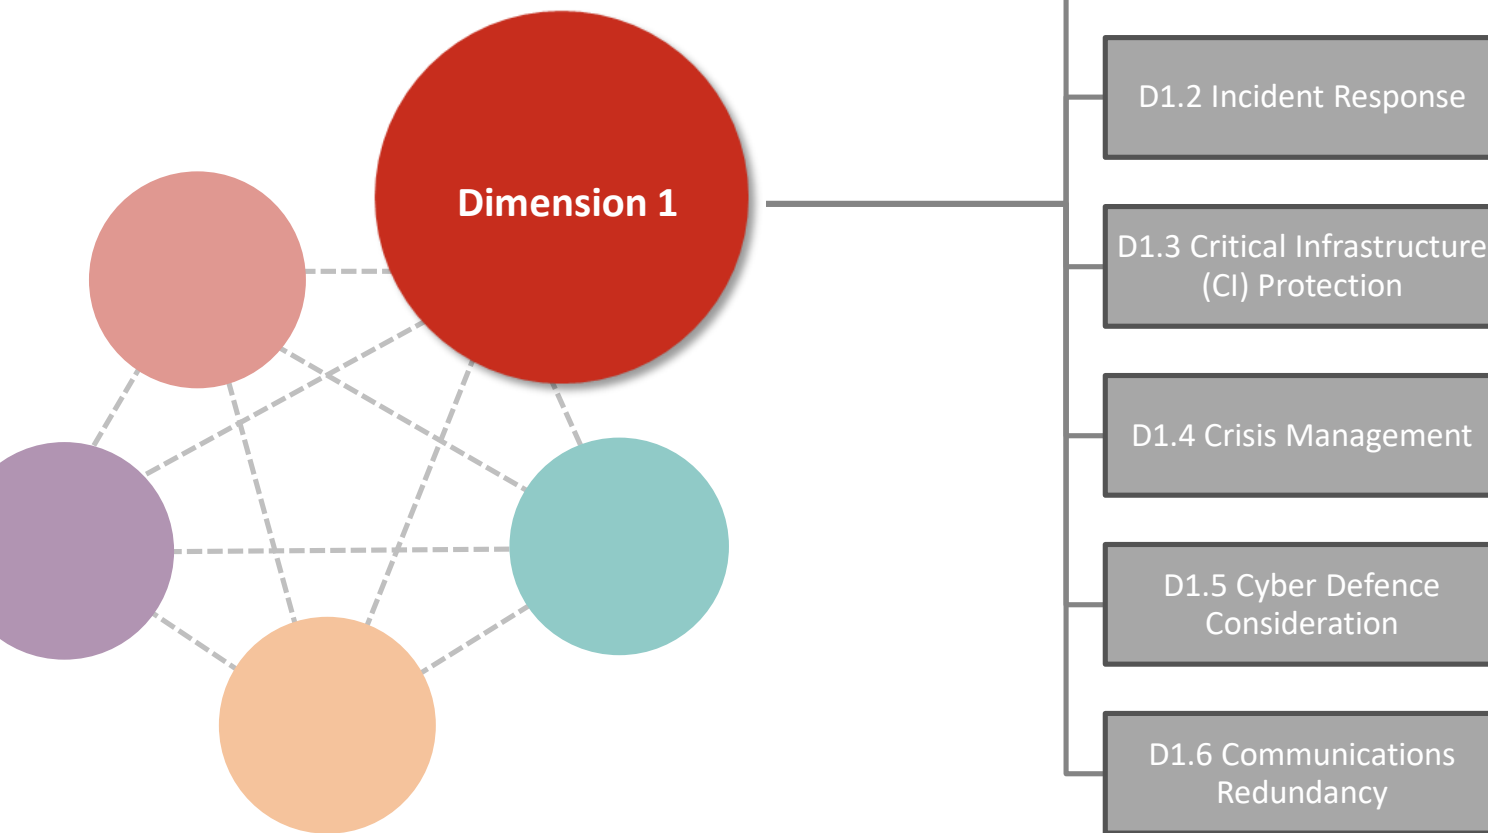 Dimension 1
D1.2 Incident Response
D1.3 Critical Infrastructure
(CI) Protection
D1.4 Crisis Management
D1.5 Cyber Defence
Consideration
D1.6 Communications
Redundancy